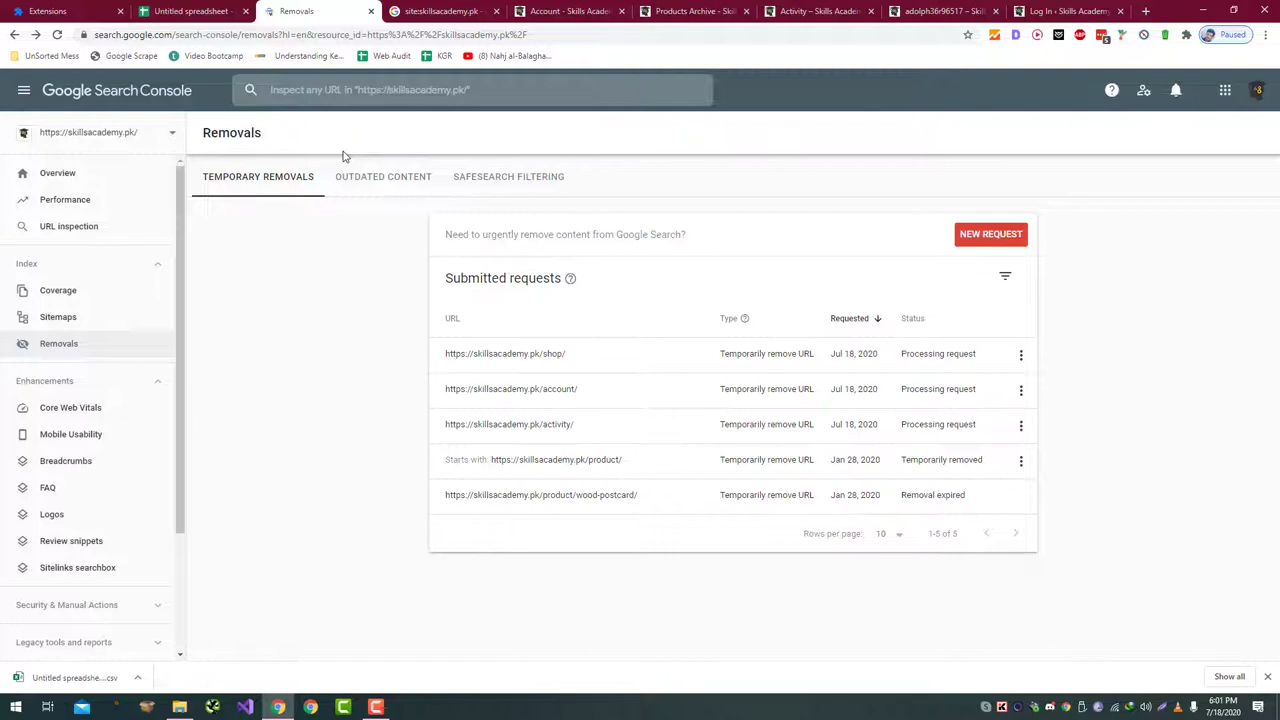 Extensions
Untitled spreadsheet -
Removals
site:skillsacademy.pk -
Account - Skills Acade
Products Archive - Skills
Activity – Skills Academ
adolph36r96517 – Skills
Log In ‹ Skills Academy
search.google.com/search-console/removals?hl=en&resource_id=https%3A%2F%2Fskillsacademy.pk%2F
Paused
UnSorted Mess
Google Scrape
Video Bootcamp
Understanding Ke...
Web Audit
KGR
(8) Nahj al-Balagha...
Google Search Console
Inspect any URL in "https://skillsacademy.pk/"
https://skillsacademy.pk/
Removals
Overview
Performance
URL inspection
Index
Coverage
Sitemaps
Removals
Enhancements
Core Web Vitals
Mobile Usability
Breadcrumbs
FAQ
Logos
Review snippets
Sitelinks searchbox
Security & Manual Actions
Legacy tools and reports
TEMPORARY REMOVALS
OUTDATED CONTENT
SAFESEARCH FILTERING
Need to urgently remove content from Google Search?
NEW REQUEST
Submitted requests
URL Type Requested Status
https://skillsacademy.pk/shop/ Temporarily remove URL Jul 18, 2020 Processing request
https://skillsacademy.pk/account/ Temporarily remove URL Jul 18, 2020 Processing request
https://skillsacademy.pk/activity/ Temporarily remove URL Jul 18, 2020 Processing request
Starts with: https://skillsacademy.pk/product/ Temporarily remove URL Jan 28, 2020 Temporarily removed
https://skillsacademy.pk/product/wood-postcard/ Temporarily remove URL Jan 28, 2020 Removal expired
Rows per page: 10 1-5 of 5
Untitled spreadshe....csv
Show all
6:01 PM
7/18/2020